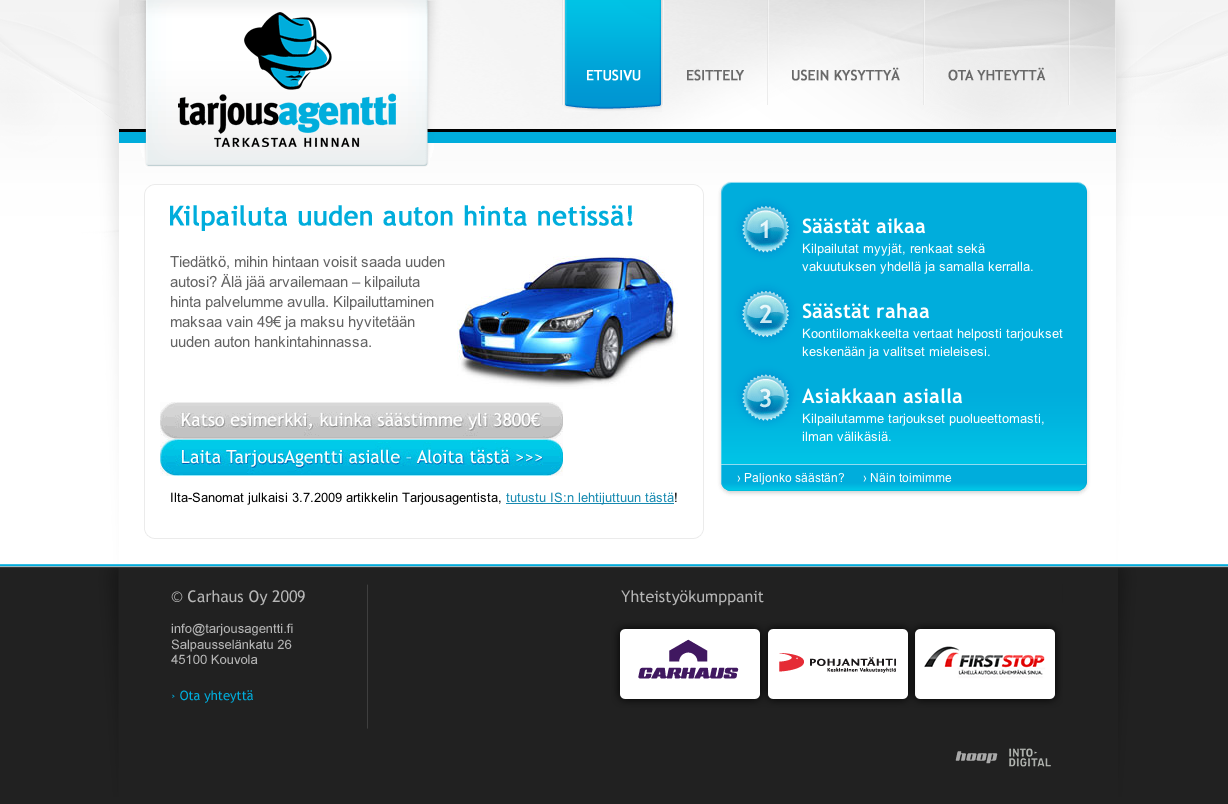 tarjousagentti
TARKASTAA HINNAN
ETUSIVU
ESITTELY
USEIN KYSYTTYÄ
OTA YHTEYTTÄ
Kilpailuta uuden auton hinta netissä!
Tiedätkö, mihin hintaan voisit saada uuden
autosi? Älä jää arvailemaan – kilpailuta
hinta palvelumme avulla. Kilpailuttaminen
maksaa vain 49€ ja maksu hyvitetään
uuden auton hankintahinnassa.
Katso esimerkki, kuinka säästimme yli 3800€
Laita TarjousAgentti asialle – Aloita tästä >>>
Ilta-Sanomat julkaisi 3.7.2009 artikkelin Tarjousagentista, tutustu IS:n lehtijuttuun tästä!
1
Säästät aikaa
Kilpailutat myyjät, renkaat sekä
vakuutuksen yhdellä ja samalla kerralla.
2
Säästät rahaa
Koontilomakkeelta vertaat helposti tarjoukset
keskenään ja valitset mieleisesi.
3
Asiakkaan asialla
Kilpailutamme tarjoukset puolueettomasti,
ilman välikäsiä.
› Paljonko säästän?
› Näin toimimme
© Carhaus Oy 2009
info@tarjousagentti.fi
Salpausselänkatu 26
45100 Kouvola
› Ota yhteyttä
Yhteistyökumppanit
CARHAUS
POHJANTÄHTI
Keskinäinen Vakuutusyhtiö
FIRSTSTOP
LÄHELLÄ AUTOASI, LÄHEMPÄNÄ SINUA.
hoop
INTO-
DIGITAL